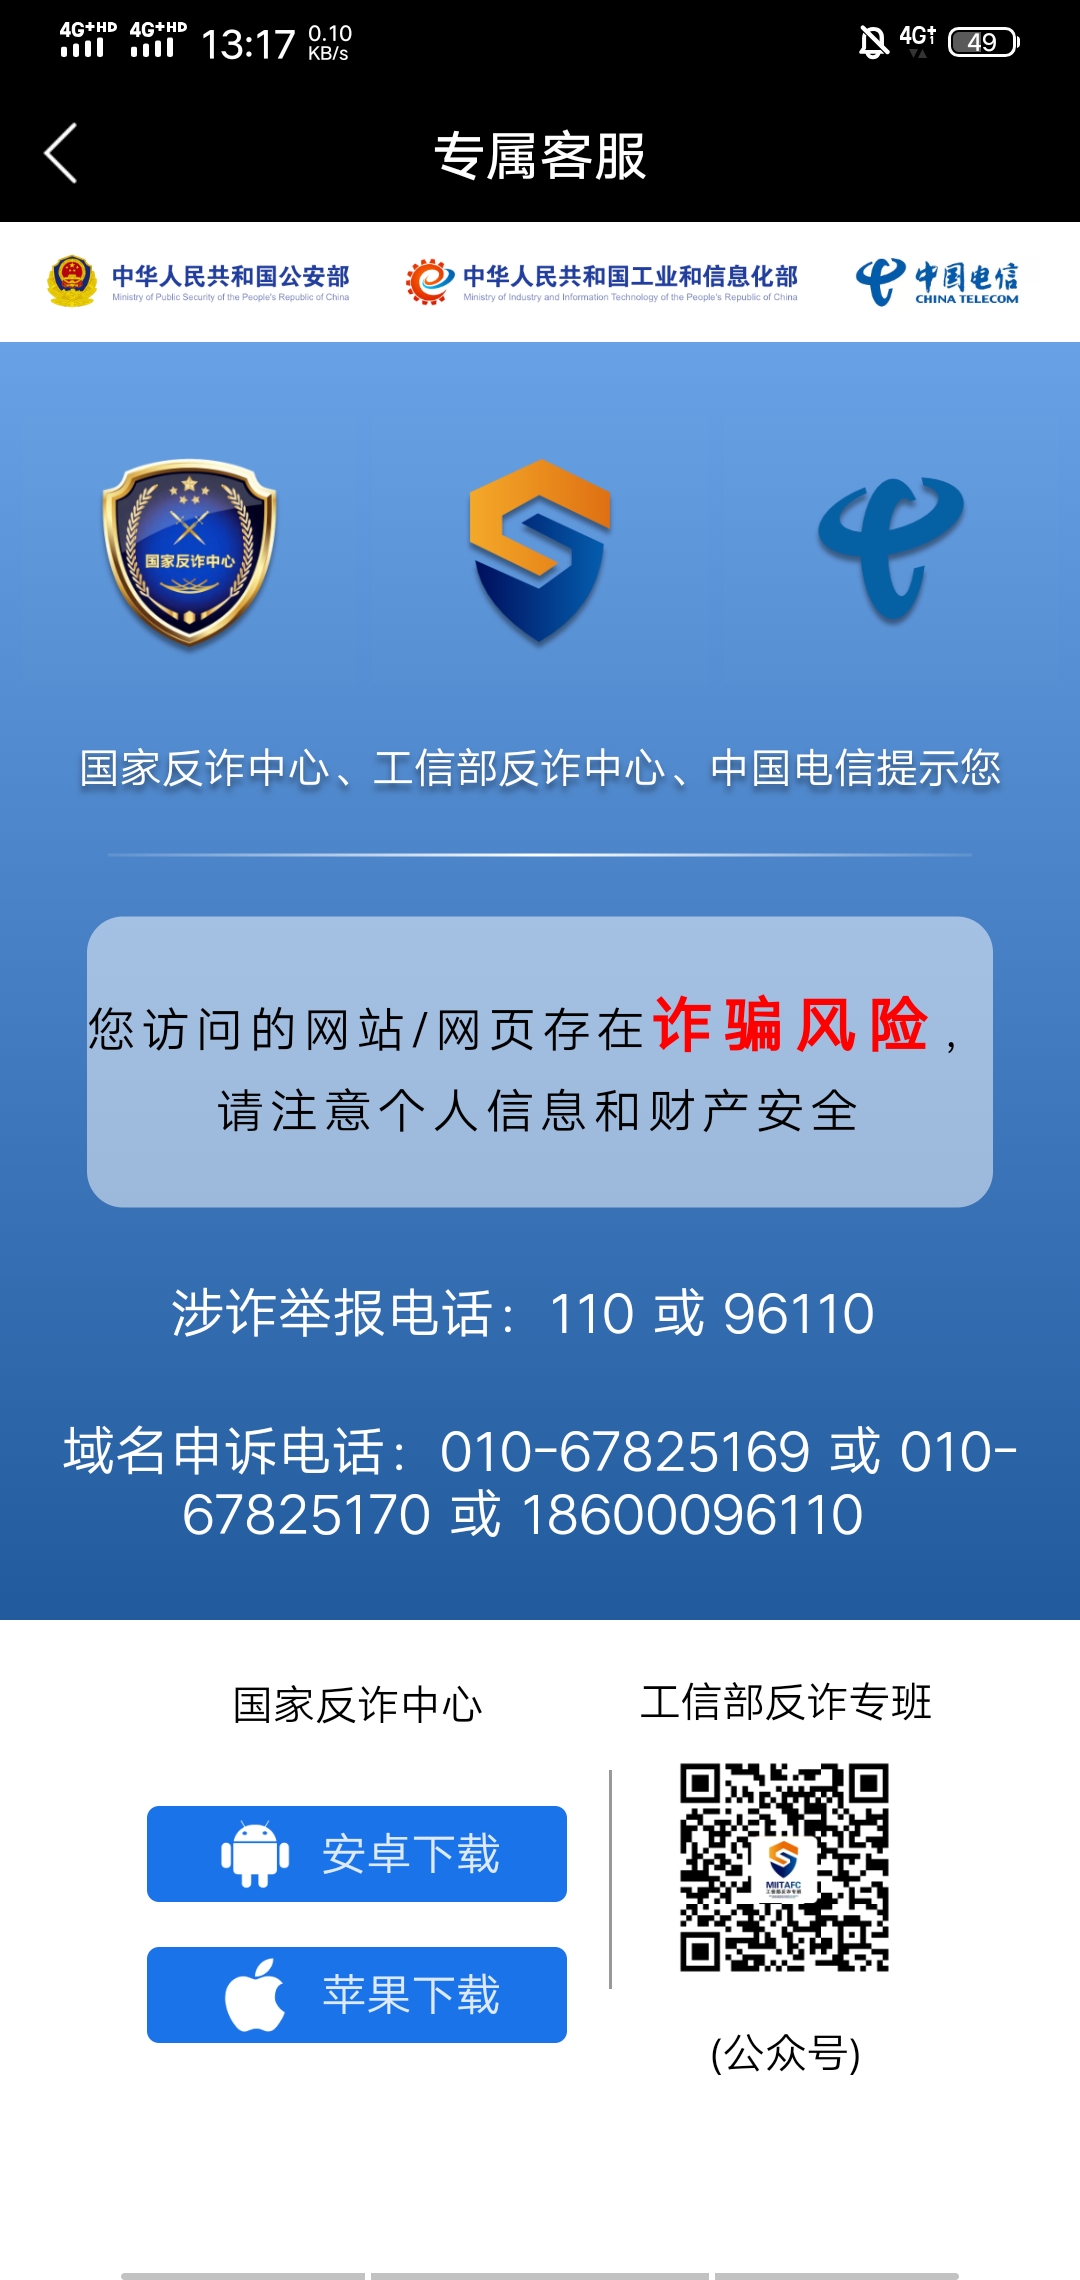 4G+HD 4G+HD 13:17 0.10 KB/s 4G 49
专属客服
中华人民共和国公安部 中华人民共和国工业和信息化部 中国电信
Ministry of Public Security of the People's Republic of China Ministry of Industry and Information Technology of the People's Republic of China CHINA TELECOM
国家反诈中心
国家反诈中心、工信部反诈中心、中国电信提示您
您访问的网站/网页存在诈骗风险,
请注意个人信息和财产安全
涉诈举报电话: 110 或 96110
域名申诉电话: 010-67825169 或 010-
67825170 或 18600096110
国家反诈中心 工信部反诈专班
安卓下载
MIITAFC
工信部反诈专班
苹果下载
(公众号)